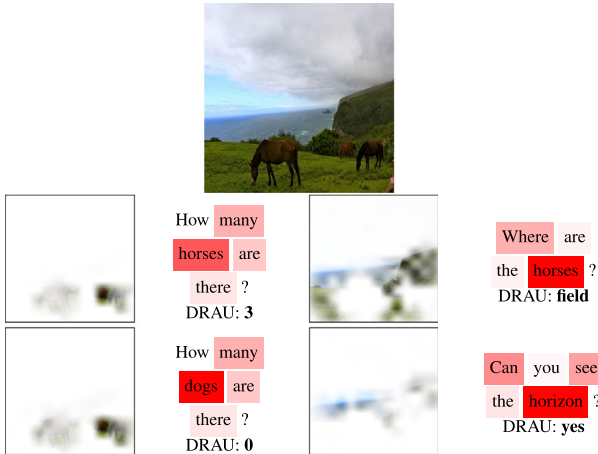 How many
horses are
there ?
DRAU: 3
Where are
the horses ?
DRAU: field
How many
dogs are
there ?
DRAU: 0
Can you see
the horizon ?
DRAU: yes